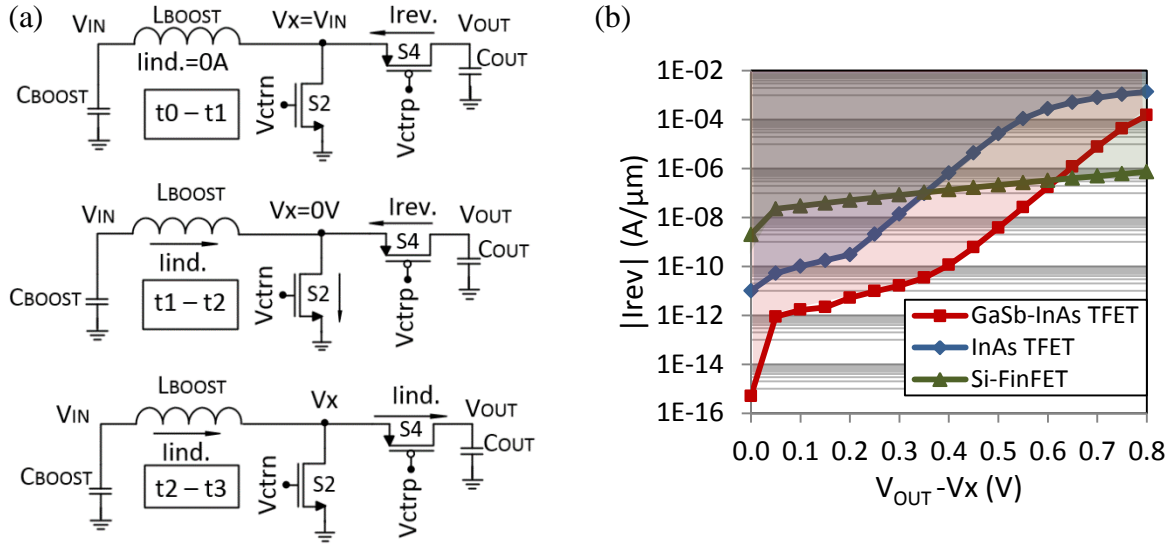 (a)
LBOOST
VIN
Vx=VIN
Irev.
VOUT
Iind.=0A
S4
COUT
CBOOST
t0 – t1
Vctrn
S2
Vctrp
LBOOST
VIN
Vx=0V
Irev.
VOUT
Iind.
S4
COUT
CBOOST
t1 – t2
Vctrn
S2
Vctrp
LBOOST
VIN
Vx
Iind.
VOUT
Iind.
S4
COUT
CBOOST
t2 – t3
Vctrn
S2
Vctrp
(b)
|Irev| (A/μm)
1E-02
1E-04
1E-06
1E-08
1E-10
1E-12
1E-14
1E-16
GaSb-InAs TFET
InAs TFET
Si-FinFET
0.0 0.1 0.2 0.3 0.4 0.5 0.6 0.7 0.8
VOUT -Vx (V)